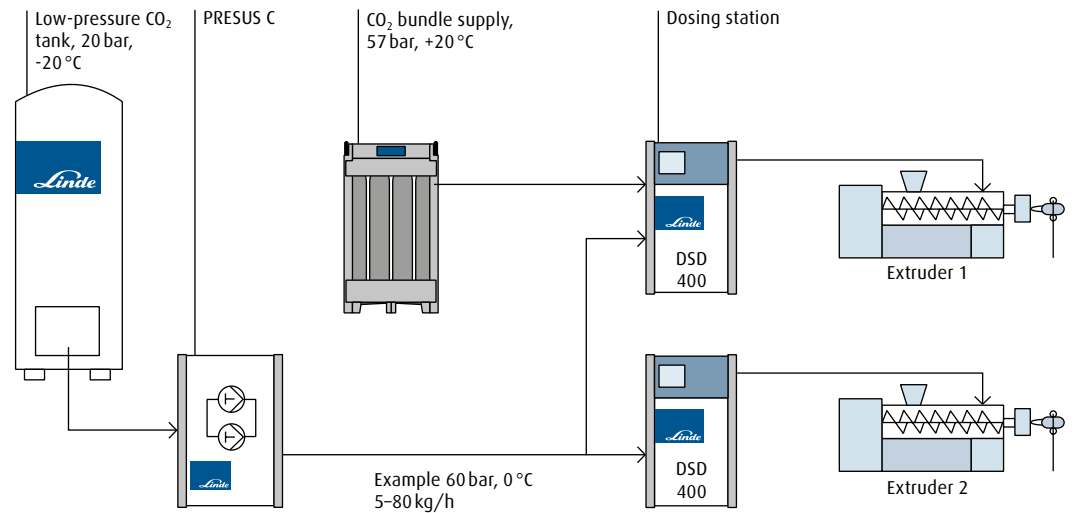 Low-pressure CO₂
tank, 20 bar,
-20 °C
PRESUS C
CO₂ bundle supply,
57 bar, +20 °C
Dosing station
Linde
Linde
DSD
400
Extruder 1
Linde
DSD
400
Extruder 2
Linde
Example 60 bar, 0 °C
5–80 kg/h